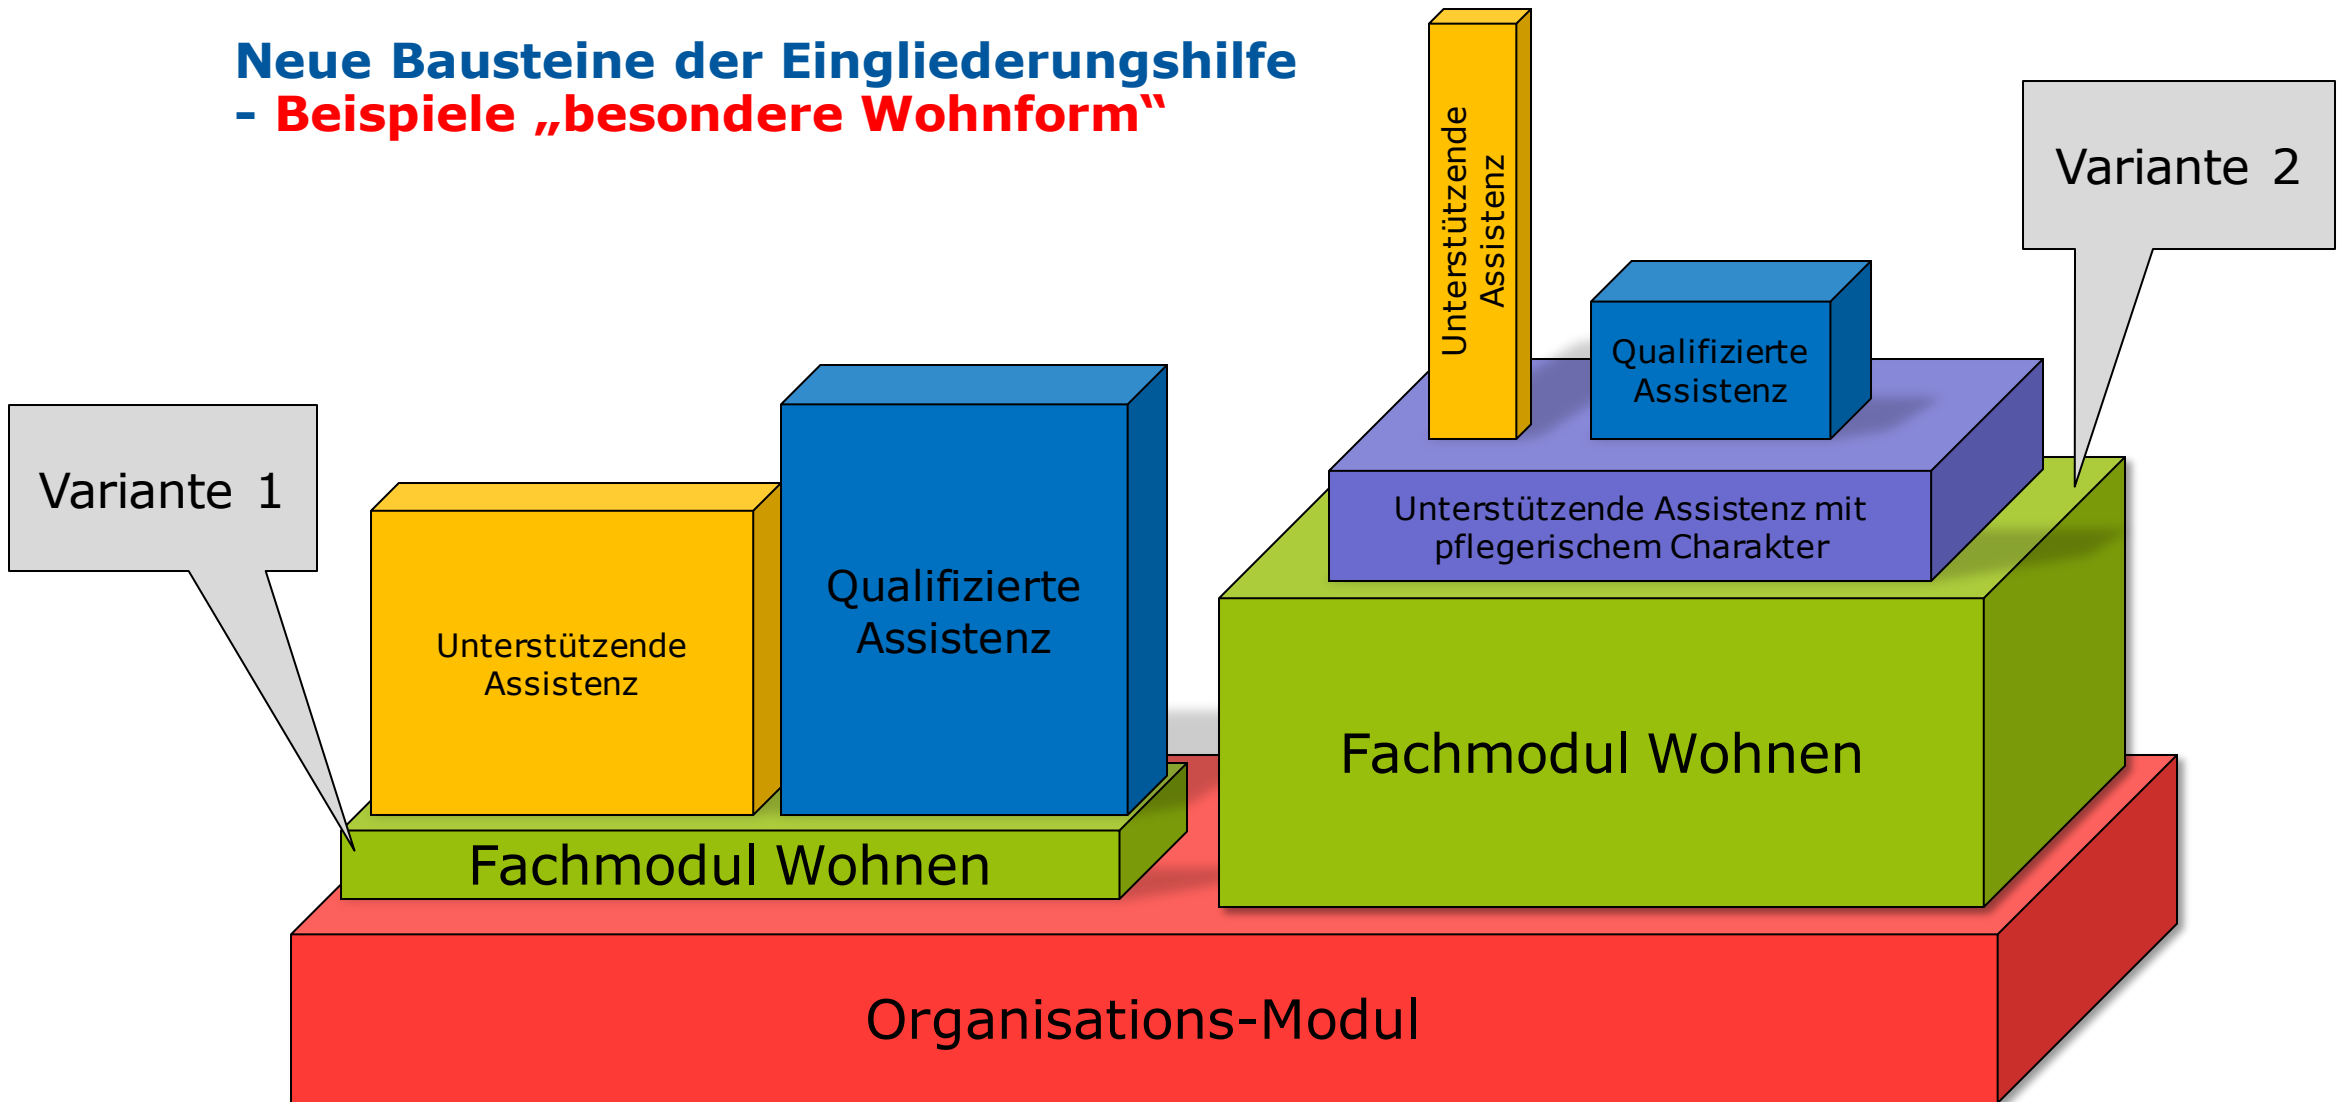 Neue Bausteine der Eingliederungshilfe
- Beispiele „besondere Wohnform“
Variante 1
Unterstützende
Assistenz
Qualifizierte
Assistenz
Fachmodul Wohnen
Variante 2
Unterstützende
Assistenz
Qualifizierte
Assistenz
Unterstützende Assistenz mit
pflegerischem Charakter
Fachmodul Wohnen
Organisations-Modul